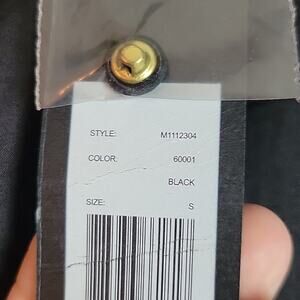 STYLE: M1112304
COLOR: 60001
BLACK
SIZE: S